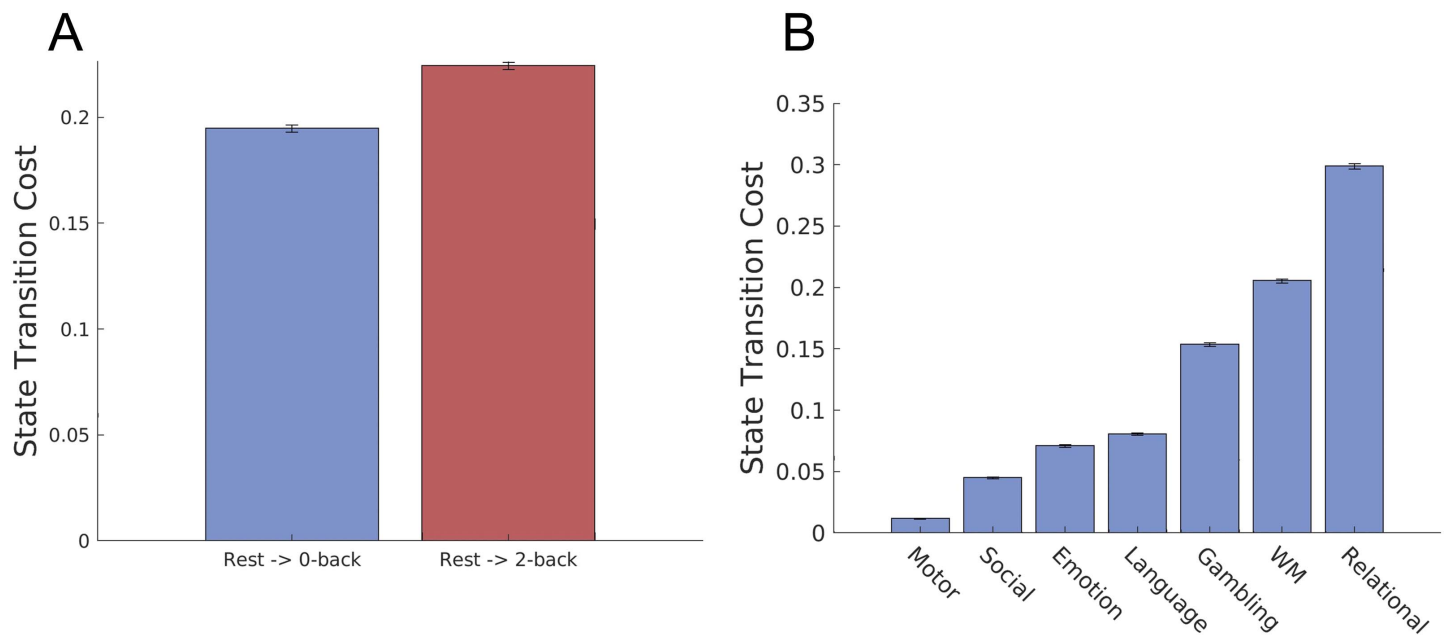 A
State Transition Cost
0.2
0.15
0.1
0.05
0
Rest -> 0-back
Rest -> 2-back
B
State Transition Cost
0.35
0.3
0.25
0.2
0.15
0.1
0.05
0
Motor
Social
Emotion
Language
Gambling
WM
Relational